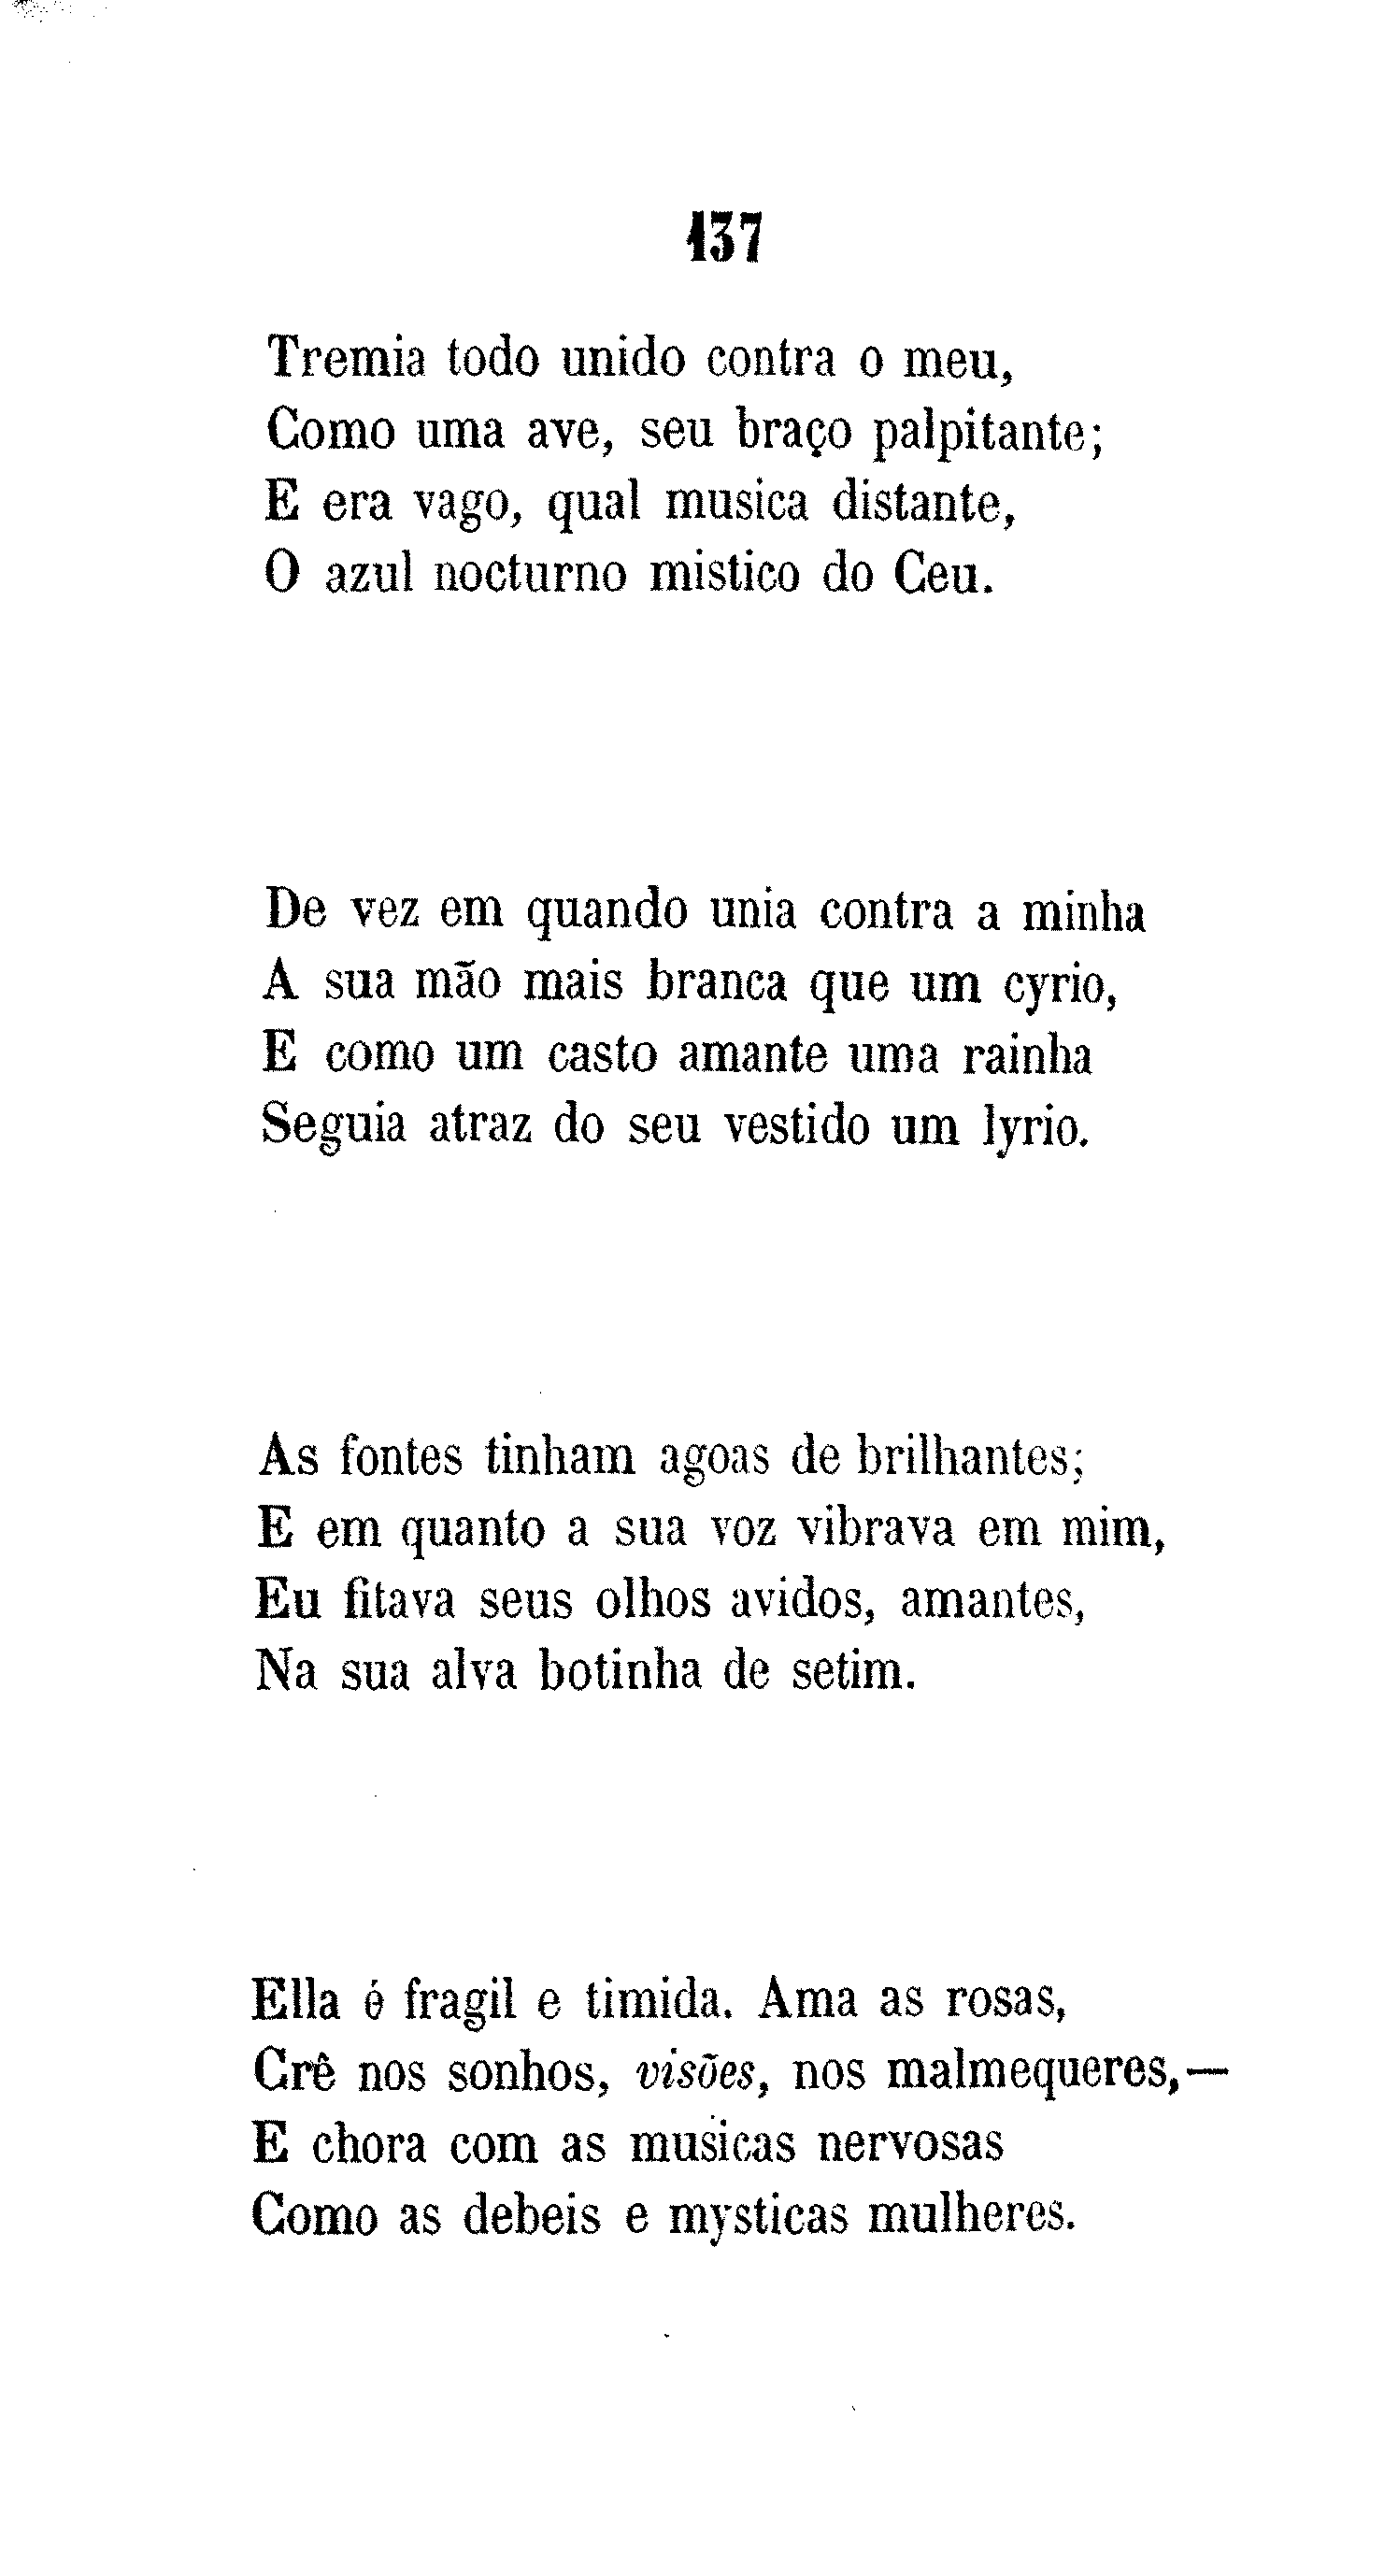 137
Tremia todo unido contra o meu,
Como uma ave, seu braço palpitante;
E era vago, qual musica distante,
O azul nocturno mistico do Ceu.
De vez em quando unia contra a minha
A sua mão mais branca que um cyrio,
E como um casto amante uma rainha
Seguia atraz do seu vestido um lyrio.
As fontes tinham agoas de brilhantes;
E em quanto a sua voz vibrava em mim,
Eu fitava seus olhos avidos, amantes,
Na sua alva botinha de setim.
Ella é fragil e timida. Ama as rosas,
Crê nos sonhos, visões, nos malmequeres,—
E chora com as musicas nervosas
Como as debeis e mysticas mulheres.